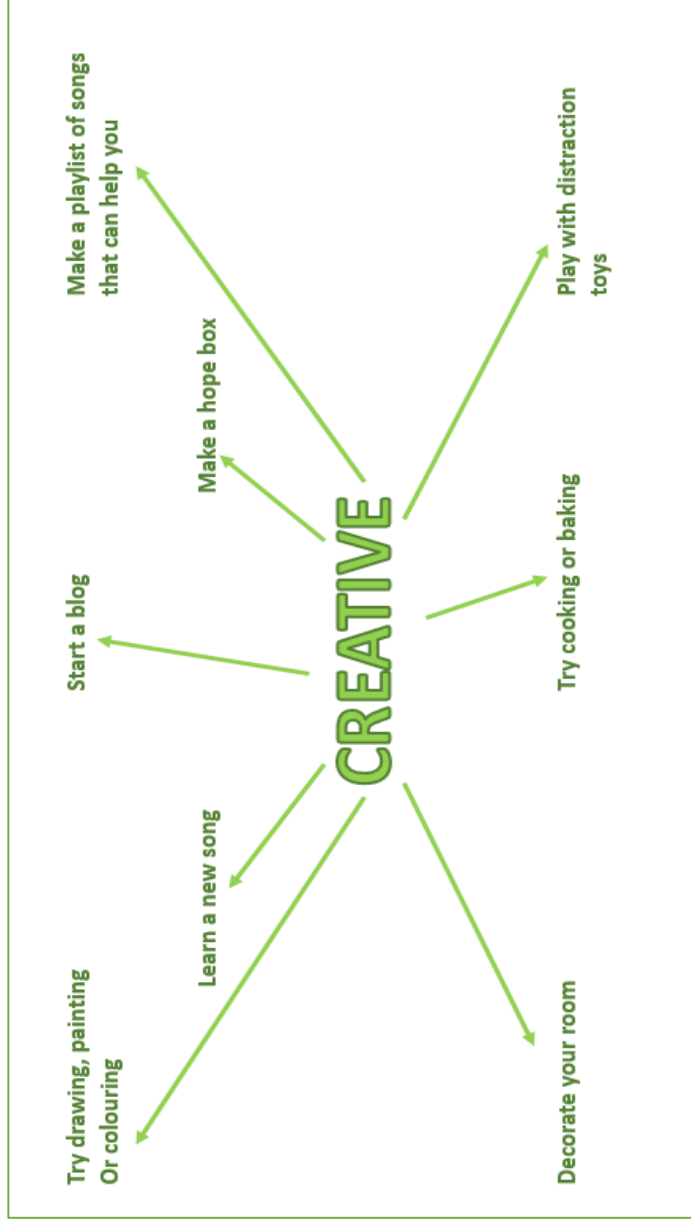 Try drawing, painting
Or colouring
Start a blog
Make a playlist of songs
that can help you
Learn a new song
Make a hope box
CREATIVE
Decorate your room
Try cooking or baking
Play with distraction
toys